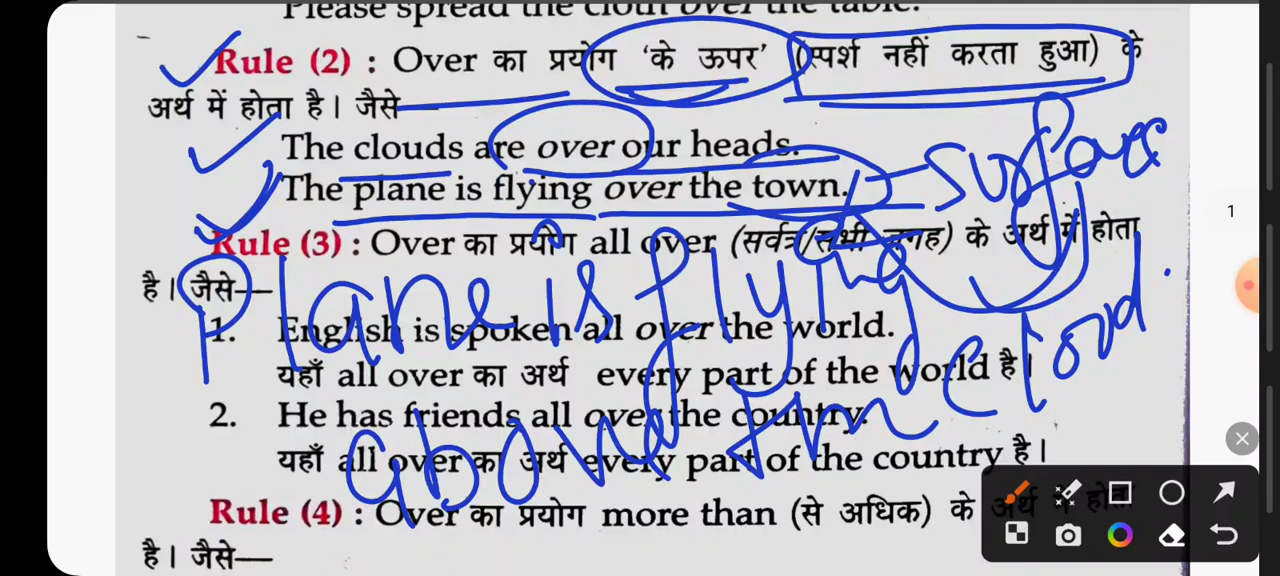 Please spread the cloth over the table.
Rule (2) : Over का प्रयोग 'के ऊपर' (स्पर्श नहीं करता हुआ) के
अर्थ में होता है। जैसे—
The clouds are over our heads.
The plane is flying over the town.
Rule (3) : Over का प्रयोग all over (सर्वत्र/सभी जगह) के अर्थ में होता
है। जैसे—
1. English is spoken all over the world.
यहाँ all over का अर्थ every part of the world है।
2. He has friends all over the country.
यहाँ all over का अर्थ every part of the country है।
Rule (4) : Over का प्रयोग more than (से अधिक) के अर्थ में होता
है। जैसे—
Plane is flying
1